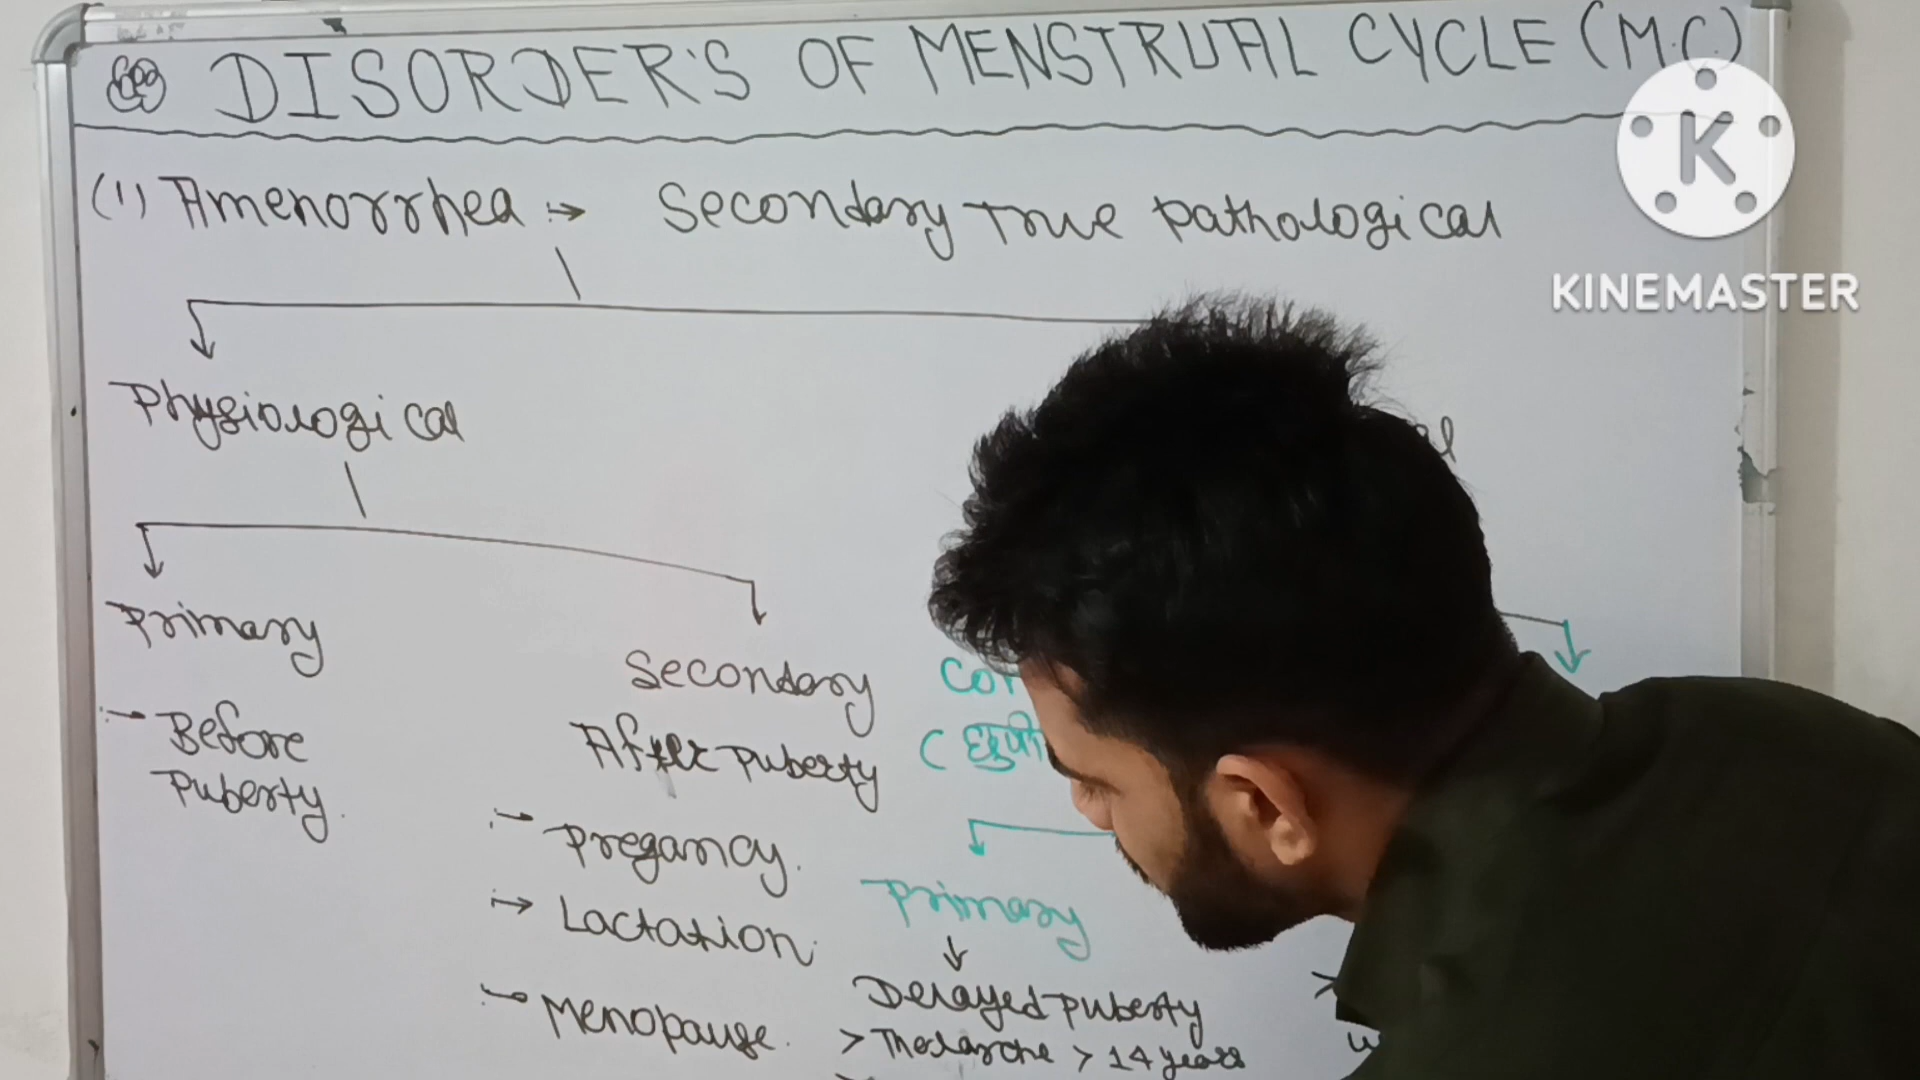 DISORDER'S OF MENSTRUAL CYCLE (M.C.)
(1) Amenorrhea → Secondary True Pathological
Physiological
Primary
Before
Puberty.
Secondary
After puberty
Pregancy.
Lactation.
Menopause.
Primary
Delayed Puberty
> Thelarche > 14 years
K
KINEMASTER